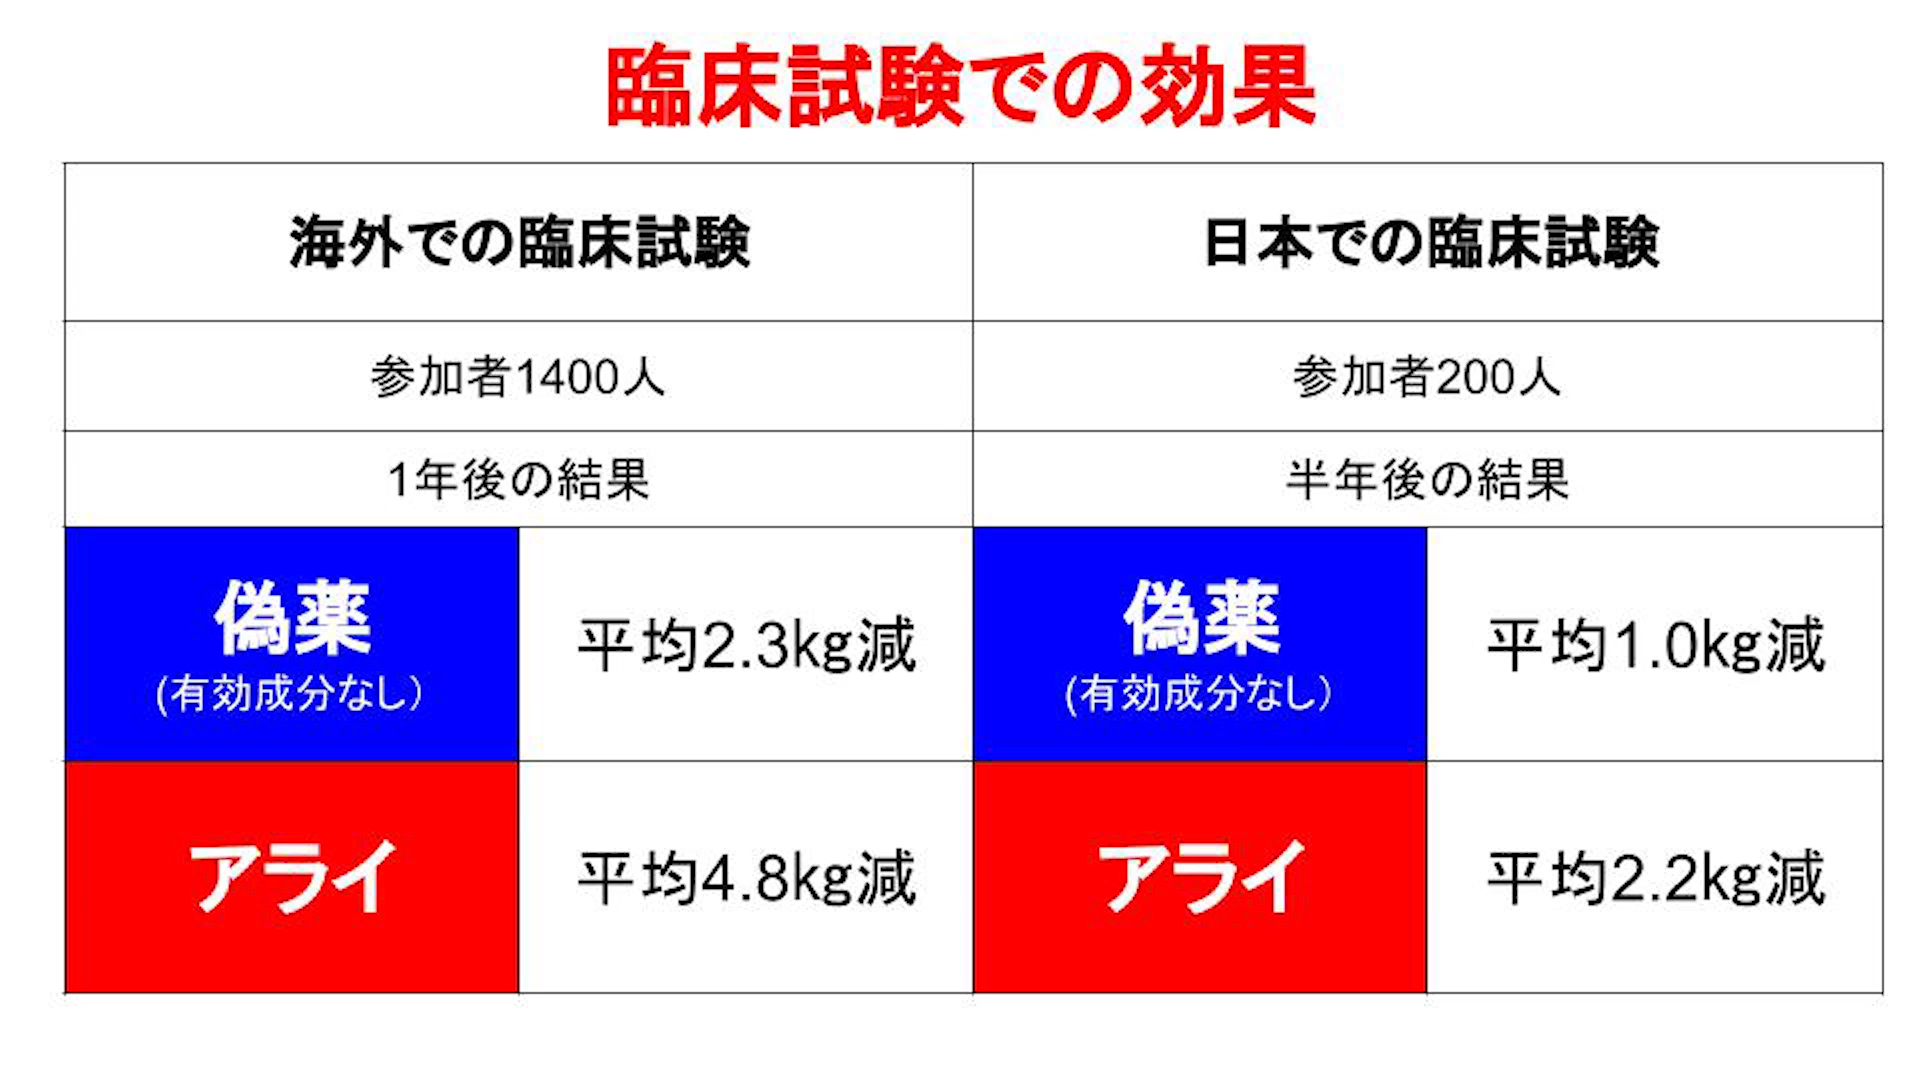 臨床試験での効果
海外での臨床試験
日本での臨床試験
参加者1400人
参加者200人
1年後の結果
半年後の結果
偽薬
(有効成分なし)
平均2.3kg減
偽薬
(有効成分なし)
平均1.0kg減
アライ
平均4.8kg減
アライ
平均2.2kg減